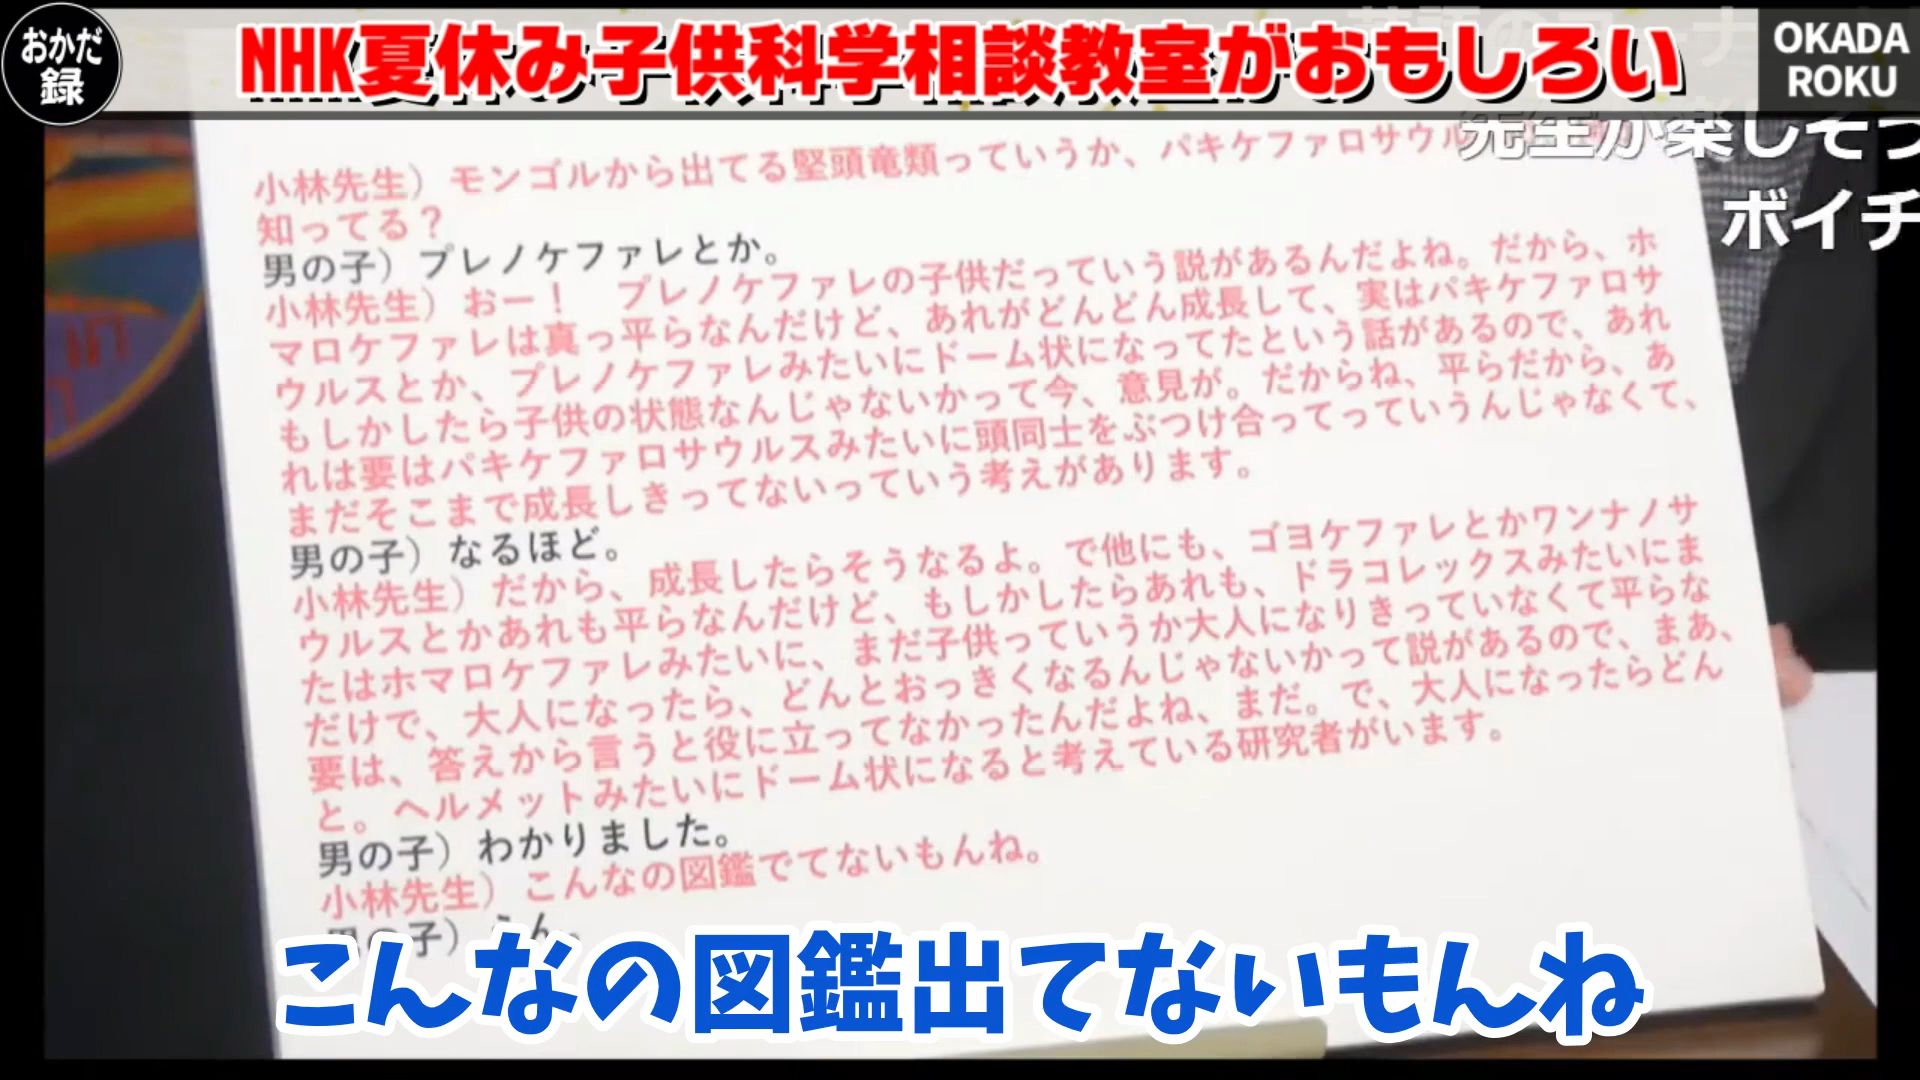 おかだ
録
NHK夏休み子供科学相談教室がおもしろい
OKADA
ROKU
先生が楽しそう
ボイチ
小林先生）モンゴルから出てる堅頭竜類っていうか、パキケファロサウル
知ってる？
男の子）プレノケファレとか。
小林先生）おー！　プレノケファレの子供だっていう説があるんだよね。だから、ホ
マロケファレは真っ平らなんだけど、あれがどんどん成長して、実はパキケファロサ
ウルスとか、プレノケファレみたいにドーム状になってたという話があるので、あれ
もしかしたら子供の状態なんじゃないかって今、意見が。だからね、平らだから、あ
れは要はパキケファロサウルスみたいに頭同士をぶつけ合ってっていうんじゃなくて、
まだそこまで成長しきってないっていう考えがあります。
男の子）なるほど。
小林先生）だから、成長したらそうなるよ。で他にも、ゴヨケファレとかワンナノサ
ウルスとかあれも平らなんだけど、もしかしたらあれも、ドラコレックスみたいにま
たはホマロケファレみたいに、まだ子供っていうか大人になりきっていなくて平らな
だけで、大人になったら、どんとおっきくなるんじゃないかって説があるので、まあ、
要は、答えから言うと役に立ってなかったんだよね、まだ。で、大人になったらどん
と。ヘルメットみたいにドーム状になると考えている研究者がいます。
男の子）わかりました。
小林先生）こんなの図鑑でてないもんね。
男の子）うん。
こんなの図鑑出てないもんね